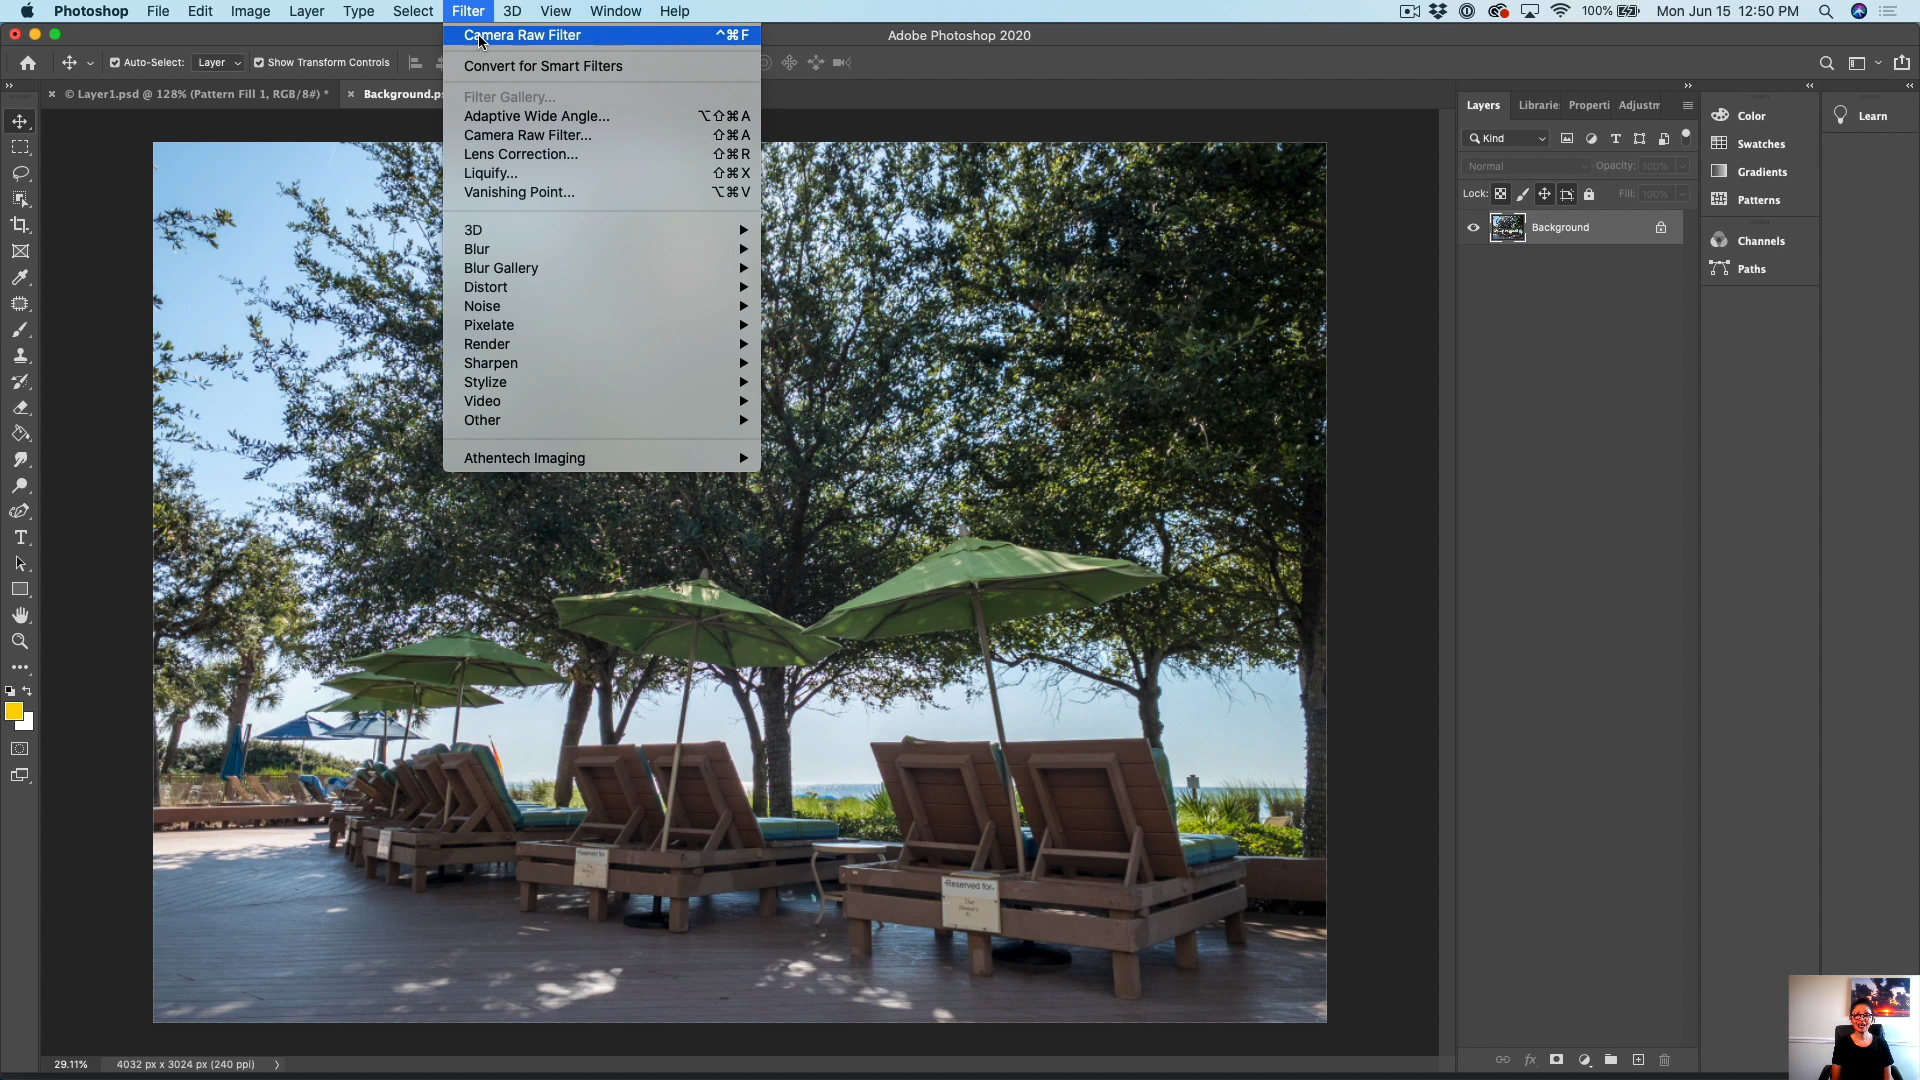 Photoshop File Edit Image Layer Type Select Filter 3D View Window Help 100% Mon Jun 15 12:50 PM
Adobe Photoshop 2020
Auto-Select: Layer Show Transform Controls
© Layer1.psd @ 128% (Pattern Fill 1, RGB/8#) *
Background.ps
Camera Raw Filter ^⌘F
Convert for Smart Filters
Filter Gallery...
Adaptive Wide Angle... ⌥⇧⌘A
Camera Raw Filter... ⇧⌘A
Lens Correction... ⇧⌘R
Liquify... ⇧⌘X
Vanishing Point... ⌥⌘V
3D
Blur
Blur Gallery
Distort
Noise
Pixelate
Render
Sharpen
Stylize
Video
Other
Athentech Imaging
Layers Librarie Properti Adjustm
Kind
Normal Opacity: 100%
Lock: Fill: 100%
Background
Color
Swatches
Gradients
Patterns
Channels
Paths
Learn
Reserved for
Reserved for
29.11% 4032 px x 3024 px (240 ppi)